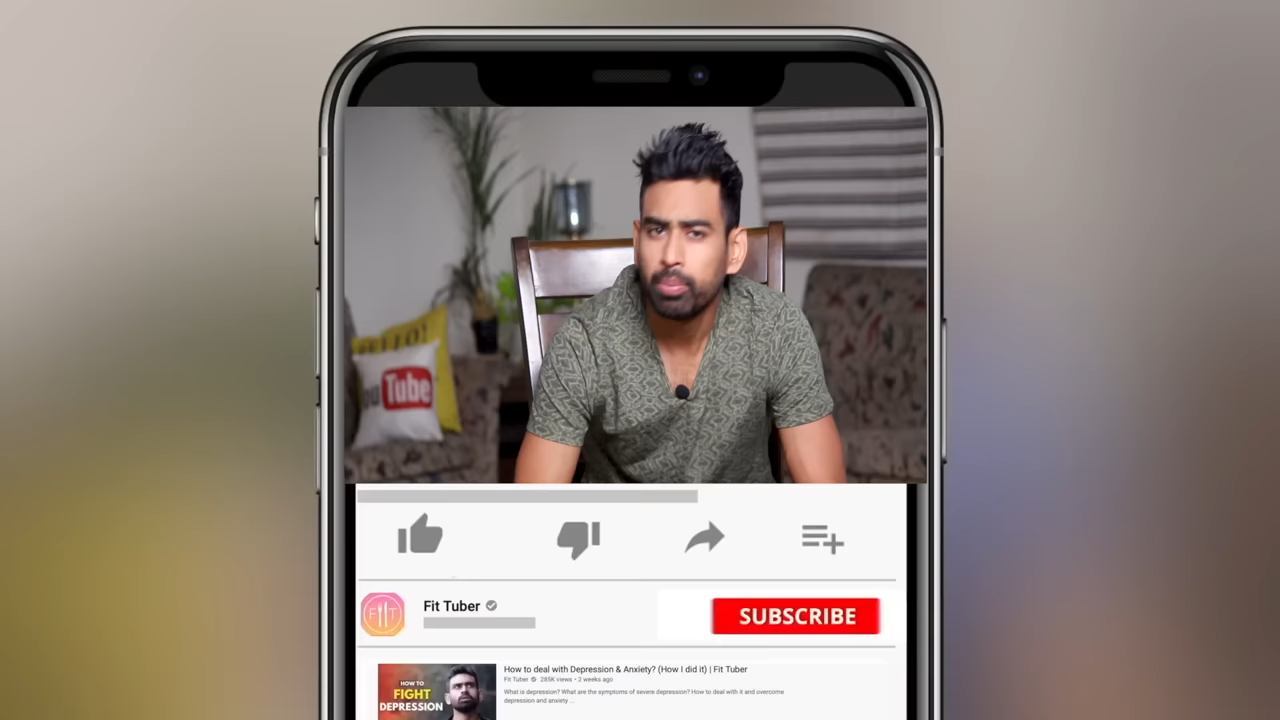 HELLO!
ou Tube
Fit Tuber
SUBSCRIBE
FIT
How to deal with Depression & Anxiety? (How I did it) | Fit Tuber
Fit Tuber 285K views • 2 weeks ago
What is depression? What are the symptoms of severe depression? How to deal with it and overcome
depression and anxiety ...
HOW TO
FIGHT
DEPRESSION